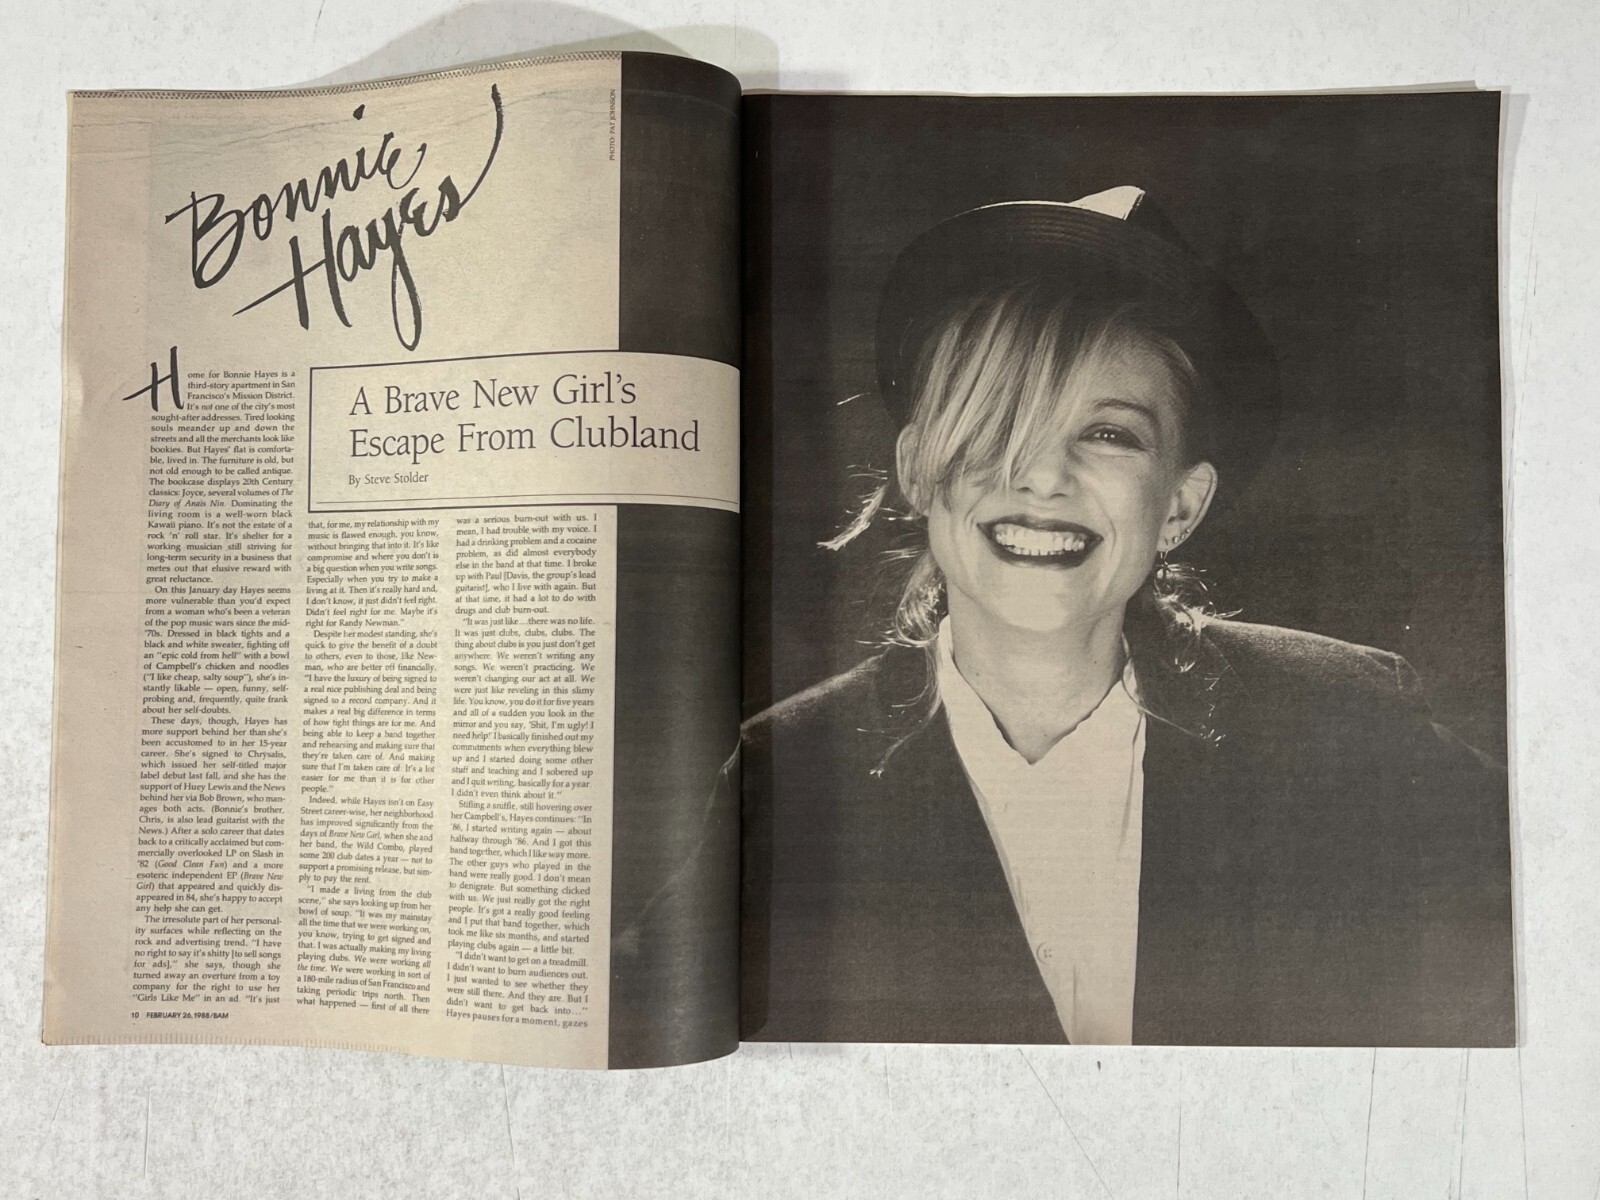 Bonnie
Hayes
PHOTO: PAT JOHNSON
A Brave New Girl's
Escape From Clubland
By Steve Stolder
Home for Bonnie Hayes is a
third-story apartment in San
Francisco's Mission District.
It's not one of the city's most
sought-after addresses. Tired looking
souls meander up and down the
streets and all the merchants look like
bookies. But Hayes' flat is comforta-
ble, lived in. The furniture is old, but
not old enough to be called antique.
The bookcase displays 20th Century
classics: Joyce, several volumes of The
Diary of Anais Nin. Dominating the
living room is a well-worn black
Kawaii piano. It's not the estate of a
rock 'n' roll star. It's shelter for a
working musician still striving for
long-term security in a business that
metes out that elusive reward with
great reluctance.
On this January day Hayes seems
more vulnerable than you'd expect
from a woman who's been a veteran
of the pop music wars since the mid-
'70s. Dressed in black tights and a
black and white sweater, fighting off
an "epic cold from hell" with a bowl
of Campbell's chicken and noodles
("I like cheap, salty soup"), she's in-
stantly likable — open, funny, self-
probing and, frequently, quite frank
about her self-doubts.
These days, though, Hayes has
more support behind her than she's
been accustomed to in her 15-year
career. She's signed to Chrysalis,
which issued her self-titled major
label debut last fall, and she has the
support of Huey Lewis and the News
behind her via Bob Brown, who man-
ages both acts. (Bonnie's brother,
Chris, is also lead guitarist with the
News.) After a solo career that dates
back to a critically acclaimed but com-
mercially overlooked LP on Slash in
'82 (Good Clean Fun) and a more
esoteric independent EP (Brave New
Girl) that appeared and quickly dis-
appeared in 84, she's happy to accept
any help she can get.
The irresolute part of her personal-
ity surfaces while reflecting on the
rock and advertising trend. "I have
no right to say it's shitty [to sell songs
for ads]," she says, though she
turned away an overture from a toy
company for the right to use her
"Girls Like Me" in an ad. "It's just
that, for me, my relationship with my
music is flawed enough, you know,
without bringing that into it. It's like
compromise and where you don't is
a big question when you write songs.
Especially when you try to make a
living at it. Then it's really hard and,
I don't know, it just didn't feel right.
Didn't feel right for me. Maybe it's
right for Randy Newman."
Despite her modest standing, she's
quick to give the benefit of a doubt
to others, even to those, like New-
man, who are better off financially.
"I have the luxury of being signed to
a real nice publishing deal and being
signed to a record company. And it
makes a real big difference in terms
of how tight things are for me. And
being able to keep a band together
and rehearsing and making sure that
they're taken care of. And making
sure that I'm taken care of. It's a lot
easier for me than it is for other
people."
Indeed, while Hayes isn't on Easy
Street career-wise, her neighborhood
has improved significantly from the
days of Brave New Girl, when she and
her band, the Wild Combo, played
some 200 club dates a year — not to
support a promising release, but sim-
ply to pay the rent.
"I made a living from the club
scene," she says looking up from her
bowl of soup. "It was my mainstay
all the time that we were working on,
you know, trying to get signed and
that. I was actually making my living
playing clubs. We were working all
the time. We were working in sort of
a 180-mile radius of San Francisco and
taking periodic trips north. Then
what happened — first of all there
was a serious burn-out with us. I
mean, I had trouble with my voice. I
had a drinking problem and a cocaine
problem, as did almost everybody
else in the band at that time. I broke
up with Paul [Davis, the group's lead
guitarist], who I live with again. But
at that time, it had a lot to do with
drugs and club burn-out.
"It was just like....there was no life.
It was just clubs, clubs, clubs. The
thing about clubs is you just don't get
anywhere. We weren't writing any
songs. We weren't practicing. We
weren't changing our act at all. We
were just like reveling in this slimy
life. You know, you do it for five years
and all of a sudden you look in the
mirror and you say, 'Shit, I'm ugly! I
need help!' I basically finished out my
commitments when everything blew
up and I started doing some other
stuff and teaching and I sobered up
and I quit writing, basically for a year.
I didn't even think about it."
Stifling a sniffle, still hovering over
her Campbell's, Hayes continues: "In
'86, I started writing again — about
halfway through '86. And I got this
band together, which I like way more.
The other guys who played in the
band were really good. I don't mean
to denigrate. But something clicked
with us. We just really got the right
people. It's got a really good feeling
and I put that band together, which
took me like six months, and started
playing clubs again — a little bit.
"I didn't want to get on a treadmill.
I didn't want to burn audiences out.
I just wanted to see whether they
were still there. And they are. But I
didn't want to get back into..."
Hayes pauses for a moment, gazes
10 FEBRUARY 26, 1988/BAM